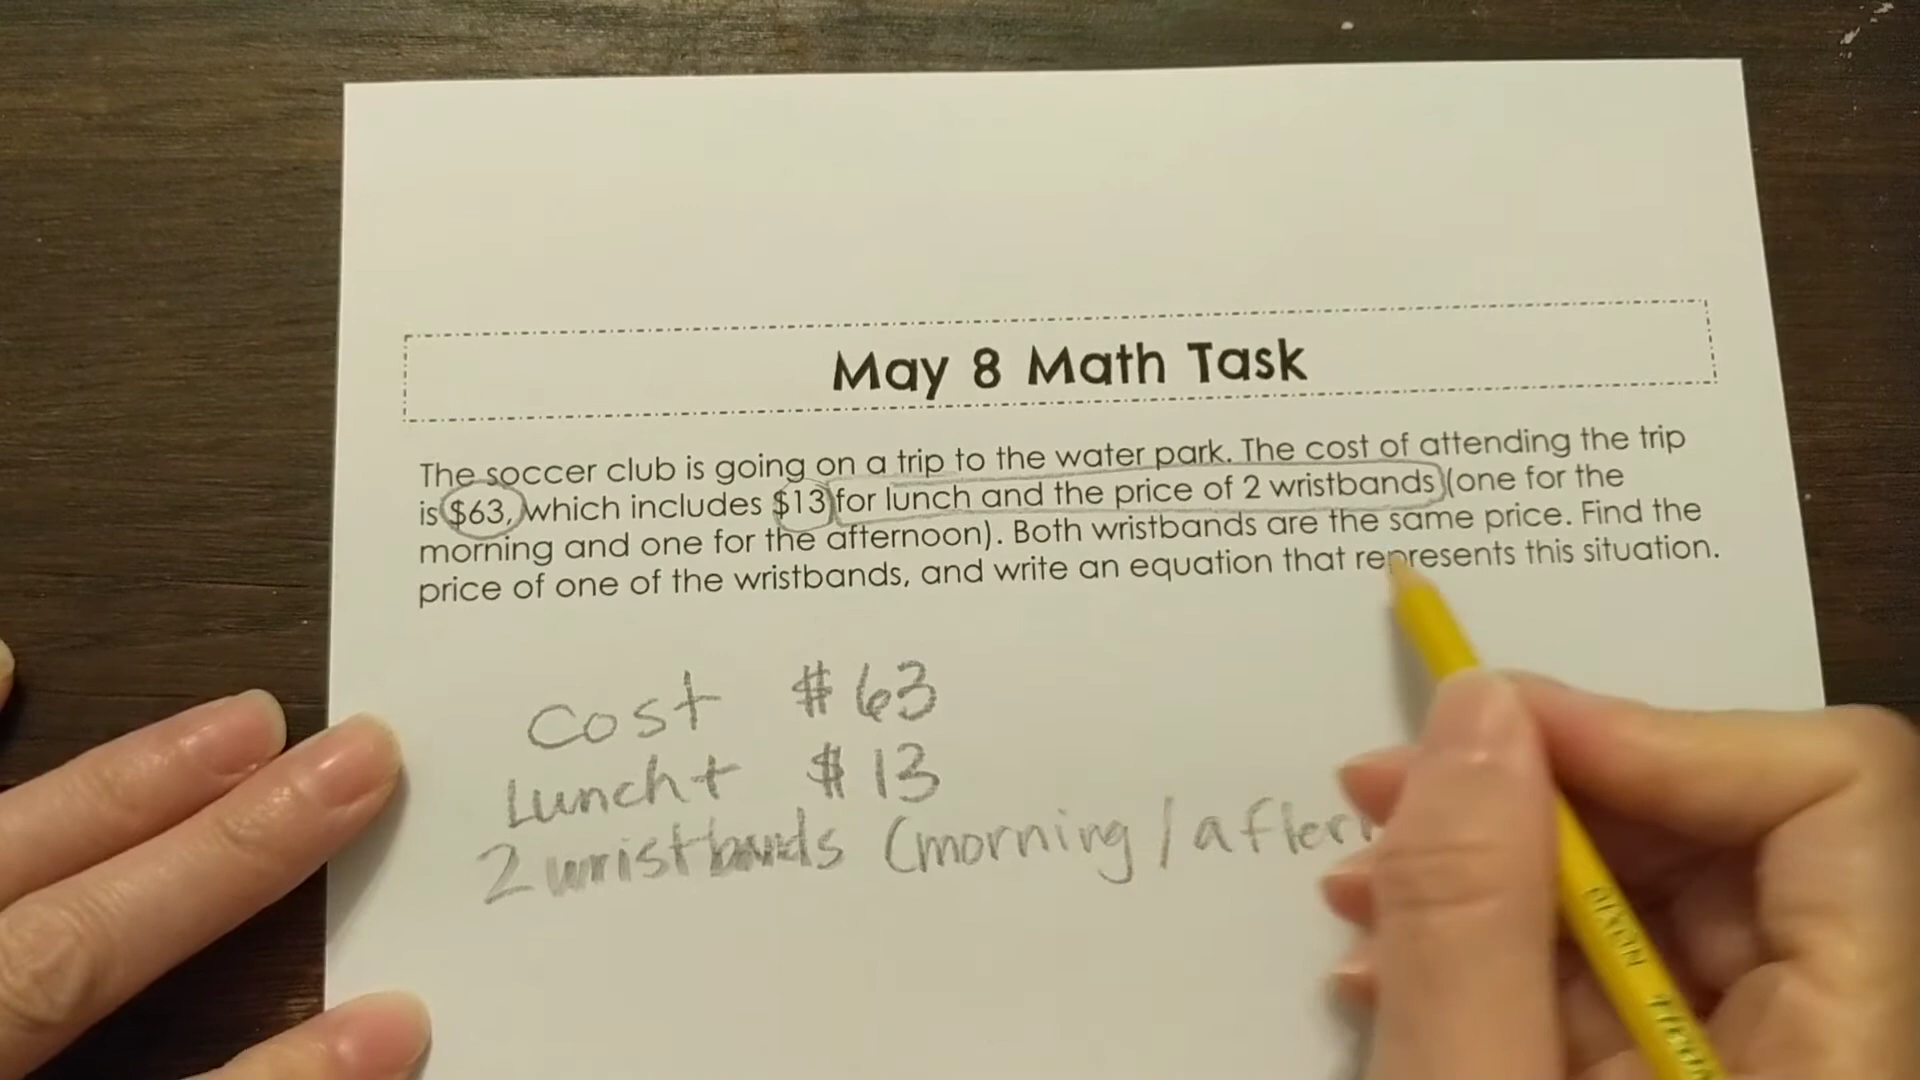 May 8 Math Task
The soccer club is going on a trip to the water park. The cost of attending the trip
is $63, which includes $13 for lunch and the price of 2 wristbands (one for the
morning and one for the afternoon). Both wristbands are the same price. Find the
price of one of the wristbands, and write an equation that represents this situation.
Cost $63
Lunch + $13
2 wristbands (morning / after